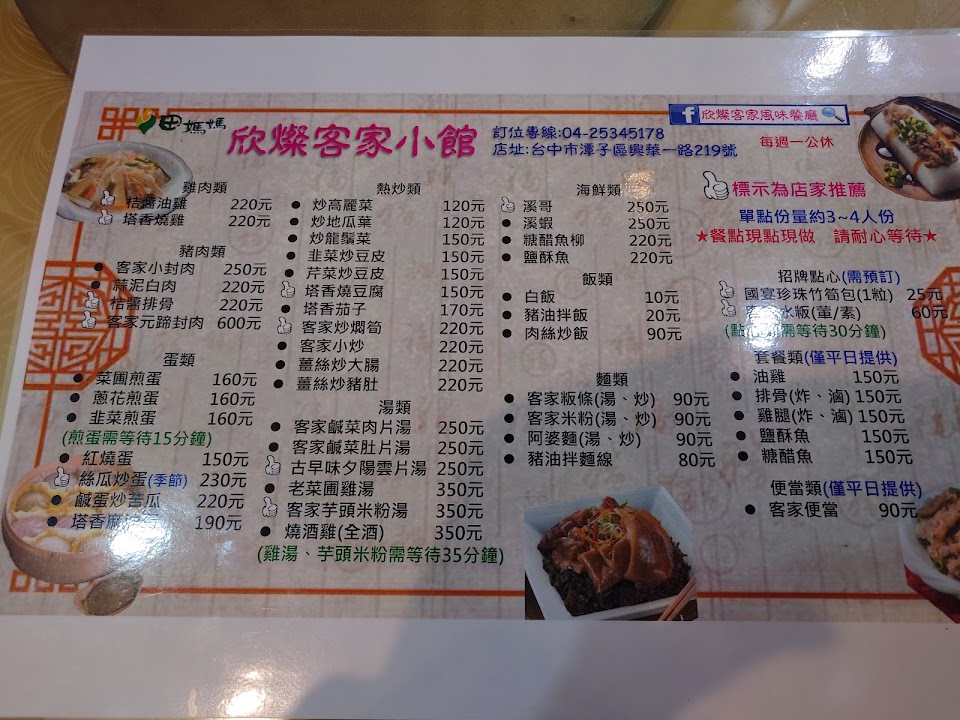 田媽媽
欣燦客家小館
訂位專線:04-25345178
店址:台中市潭子區興華一路219號
欣燦客家風味餐廳
每週一公休
標示為店家推薦
單點份量約3~4人份
★餐點現點現做 請耐心等待★
雞肉類
桔醬油雞 220元
塔香燒雞 220元
豬肉類
客家小封肉 250元
蒜泥白肉 220元
桔醬排骨 220元
客家元蹄封肉 600元
蛋類
菜圃煎蛋 160元
蔥花煎蛋 160元
韭菜煎蛋 160元
(煎蛋需等待15分鐘)
紅燒蛋 150元
絲瓜炒蛋(季節) 230元
鹹蛋炒苦瓜 220元
塔香 190元
熱炒類
炒高麗菜 120元
炒地瓜葉 120元
炒龍鬚菜 150元
韭菜炒豆皮 150元
芹菜炒豆皮 150元
塔香燒豆腐 150元
塔香茄子 170元
客家炒燜筍 220元
客家小炒 220元
薑絲炒大腸 220元
薑絲炒豬肚 220元
湯類
客家鹹菜肉片湯 250元
客家鹹菜肚片湯 250元
古早味夕陽雲片湯 250元
老菜圃雞湯 350元
客家芋頭米粉湯 350元
燒酒雞(全酒) 350元
(雞湯、芋頭米粉需等待35分鐘)
海鮮類
溪哥 250元
溪蝦 250元
糖醋魚柳 220元
鹽酥魚 220元
飯類
白飯 10元
豬油拌飯 20元
肉絲炒飯 90元
麵類
客家粄條(湯、炒) 90元
客家米粉(湯、炒) 90元
阿婆麵(湯、炒) 90元
豬油拌麵線 80元
招牌點心(需預訂)
國宴珍珠竹筍包(1粒) 25元
水粄(葷/素) 60元
(點心類需等待30分鐘)
套餐類(僅平日提供)
油雞 150元
排骨(炸、滷) 150元
雞腿(炸、滷) 150元
鹽酥魚 150元
糖醋魚 150元
便當類(僅平日提供)
客家便當 90元